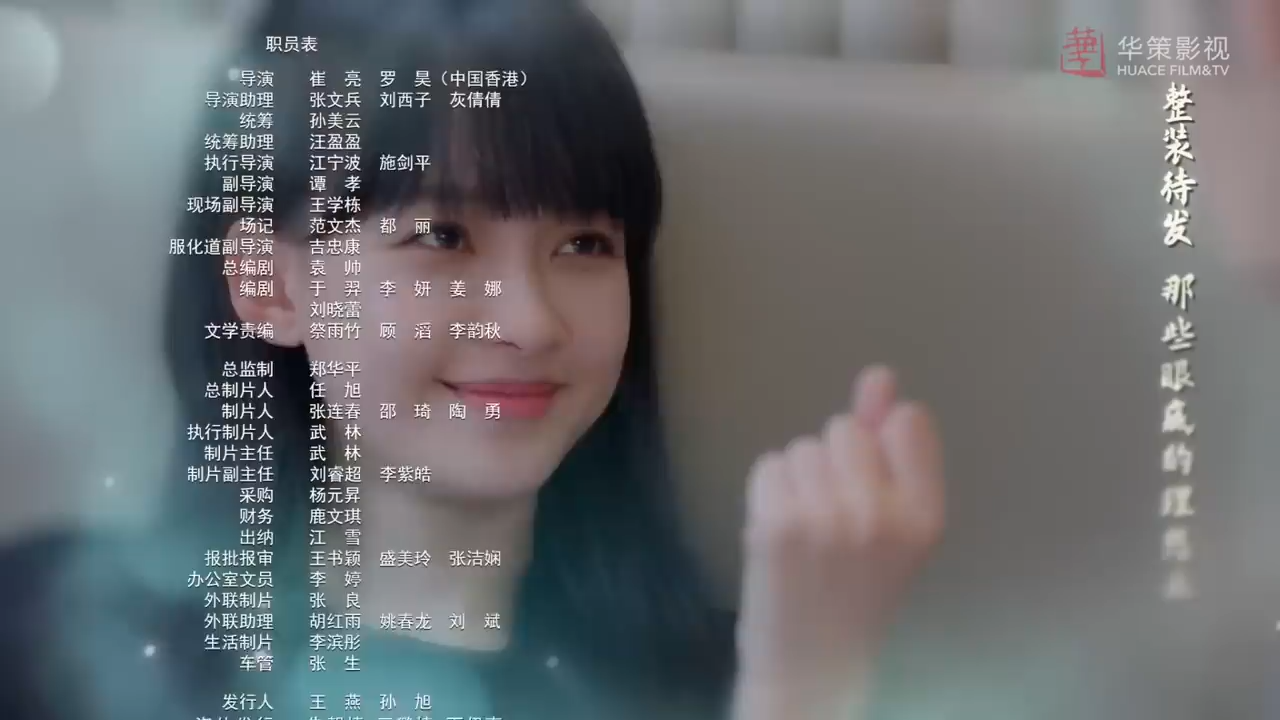 职员表
导演 崔 亮 罗 昊（中国香港）
导演助理 张文兵 刘西子 灰倩倩
统筹 孙美云
统筹助理 汪盈盈
执行导演 江宁波 施剑平
副导演 谭 孝
现场副导演 王学栋
场记 范文杰 都 丽
服化道副导演 吉忠康
总编剧 袁 帅
编剧 于 羿 李 妍 姜 娜
刘晓蕾
文学责编 祭雨竹 顾 滔 李韵秋
总监制 郑华平
总制片人 任 旭
制片人 张连春 邵 琦 陶 勇
执行制片人 武 林
制片主任 武 林
制片副主任 刘睿超 李紫皓
采购 杨元昇
财务 鹿文琪
出纳 江 雪
报批报审 王书颖 盛美玲 张洁娴
办公室文员 李 婷
外联制片 张 良
外联助理 胡红雨 姚春龙 刘 斌
生活制片 李滨彤
车管 张 生
发行人 王 燕 孙 旭
華
华策影视
HUACE FILM&TV
整装待发 那些眼底的理想